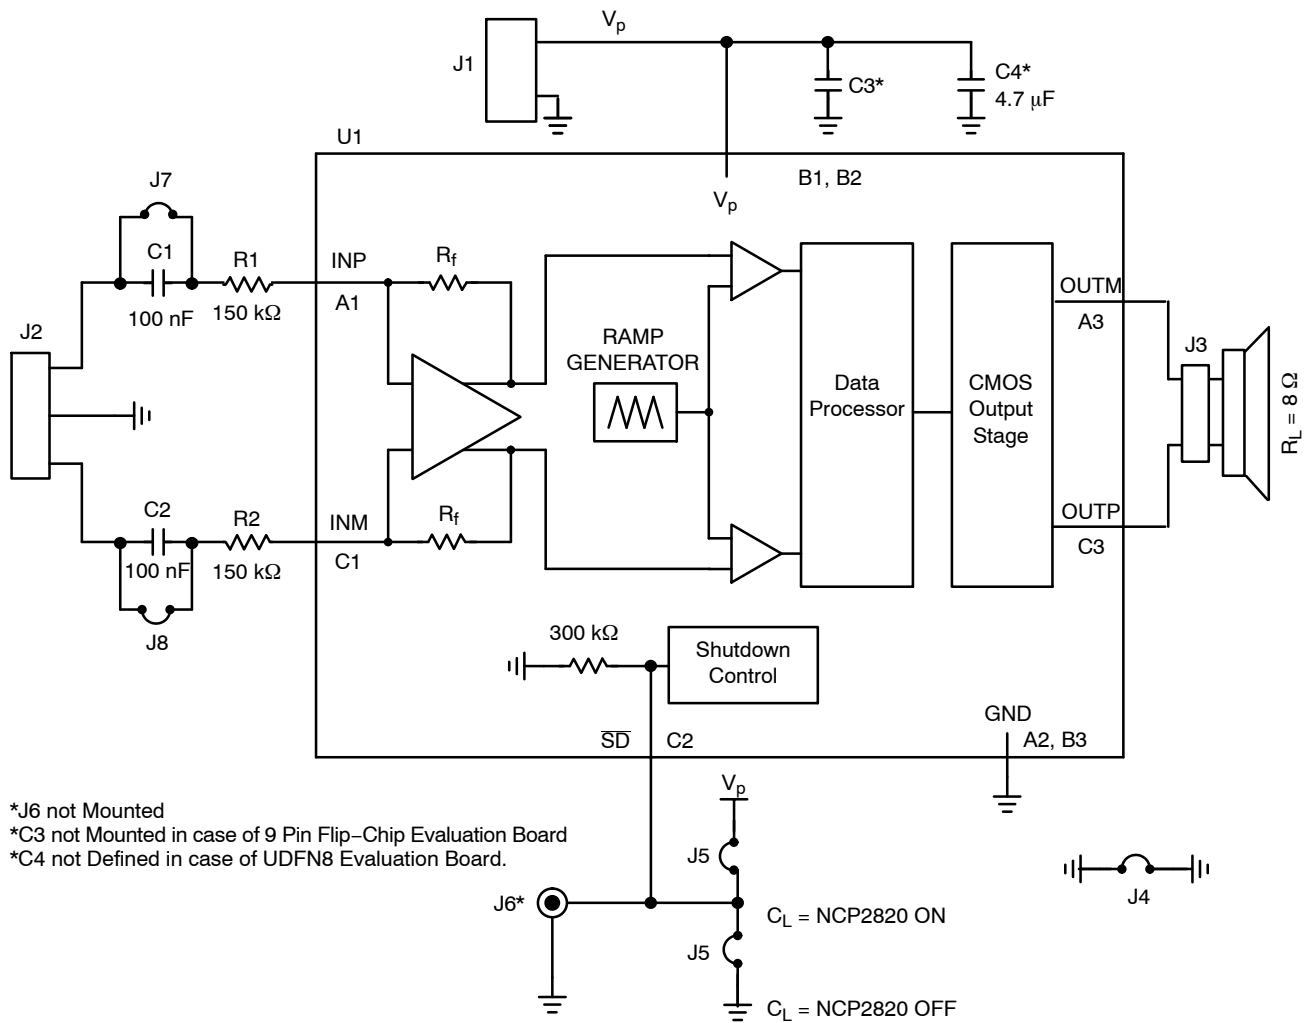 Vp
J1
C3*
C4*
4.7 μF
U1
B1, B2
Vp
J7
C1
100 nF
R1
150 kΩ
INP
A1
Rf
J2
RAMP
GENERATOR
Data
Processor
CMOS
Output
Stage
OUTM
A3
J3
RL = 8 Ω
C2
100 nF
R2
150 kΩ
INM
C1
Rf
OUTP
C3
J8
300 kΩ
Shutdown
Control
GND
A2, B3
SD
C2
Vp
*J6 not Mounted
*C3 not Mounted in case of 9 Pin Flip−Chip Evaluation Board
*C4 not Defined in case of UDFN8 Evaluation Board.
J5
J4
J6*
CL = NCP2820 ON
J5
CL = NCP2820 OFF